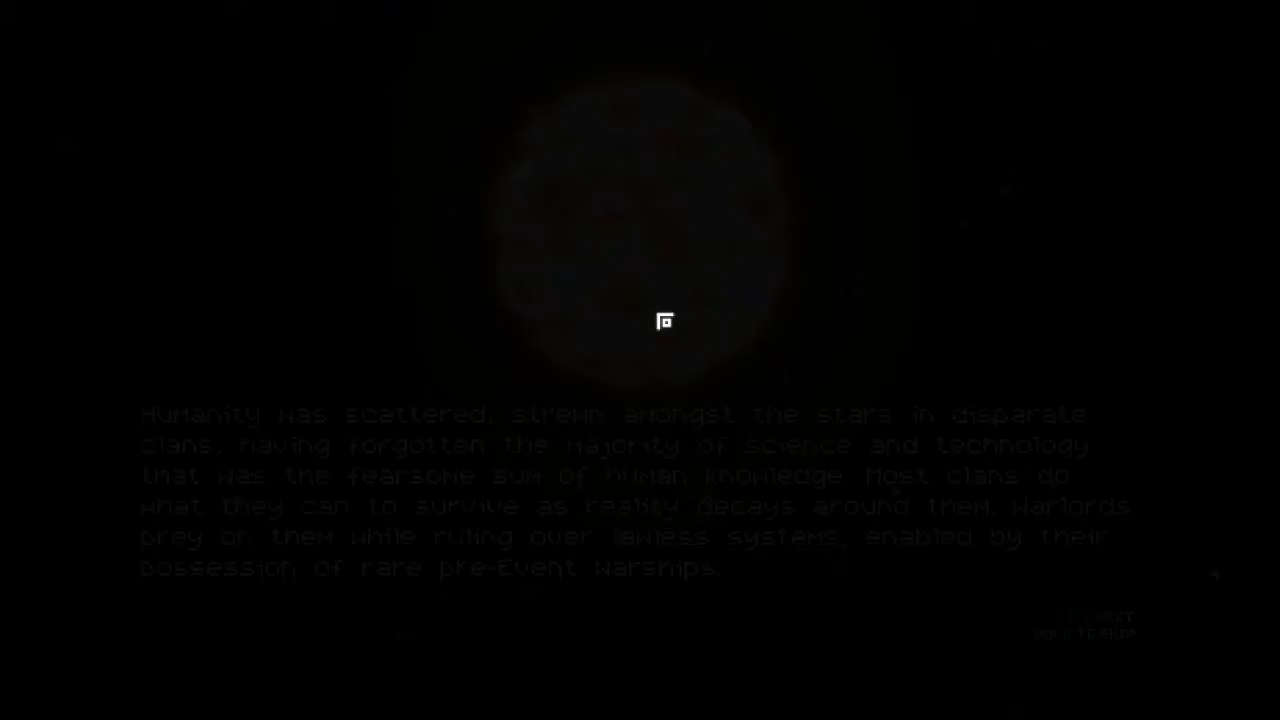 Humanity was scattered, strewn amongst the stars in disparate
clans, having forgotten the majority of science and technology
that was the fearsome sum of human knowledge. Most clans do
what they can to survive as reality decays around them. Warlords
prey on them while ruling over lawless systems, enabled by their
possession of rare pre-Event warships.